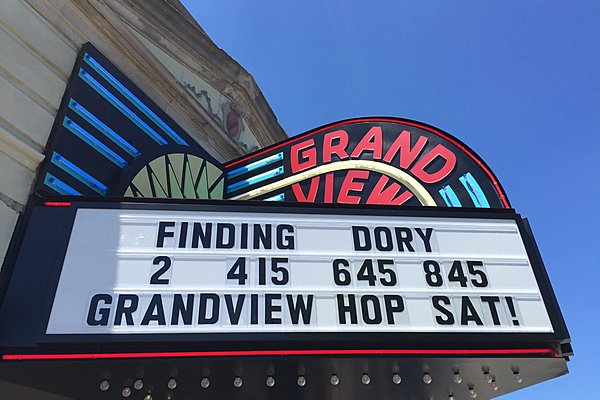 GRAND
VIEW
FINDING DORY
2 415 645 845
GRANDVIEW HOP SAT!